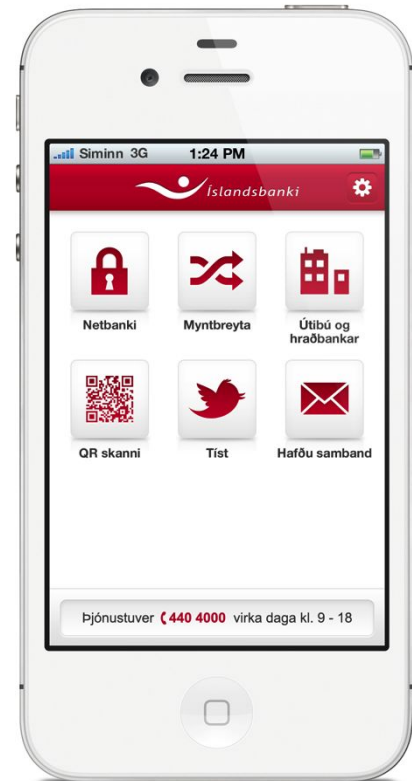 Siminn 3G 1:24 PM
Íslandsbanki
Netbanki Myntbreyta Útibú og
hraðbankar
QR skanni Tíst Hafðu samband
Þjónustuver 440 4000 virka daga kl. 9 - 18